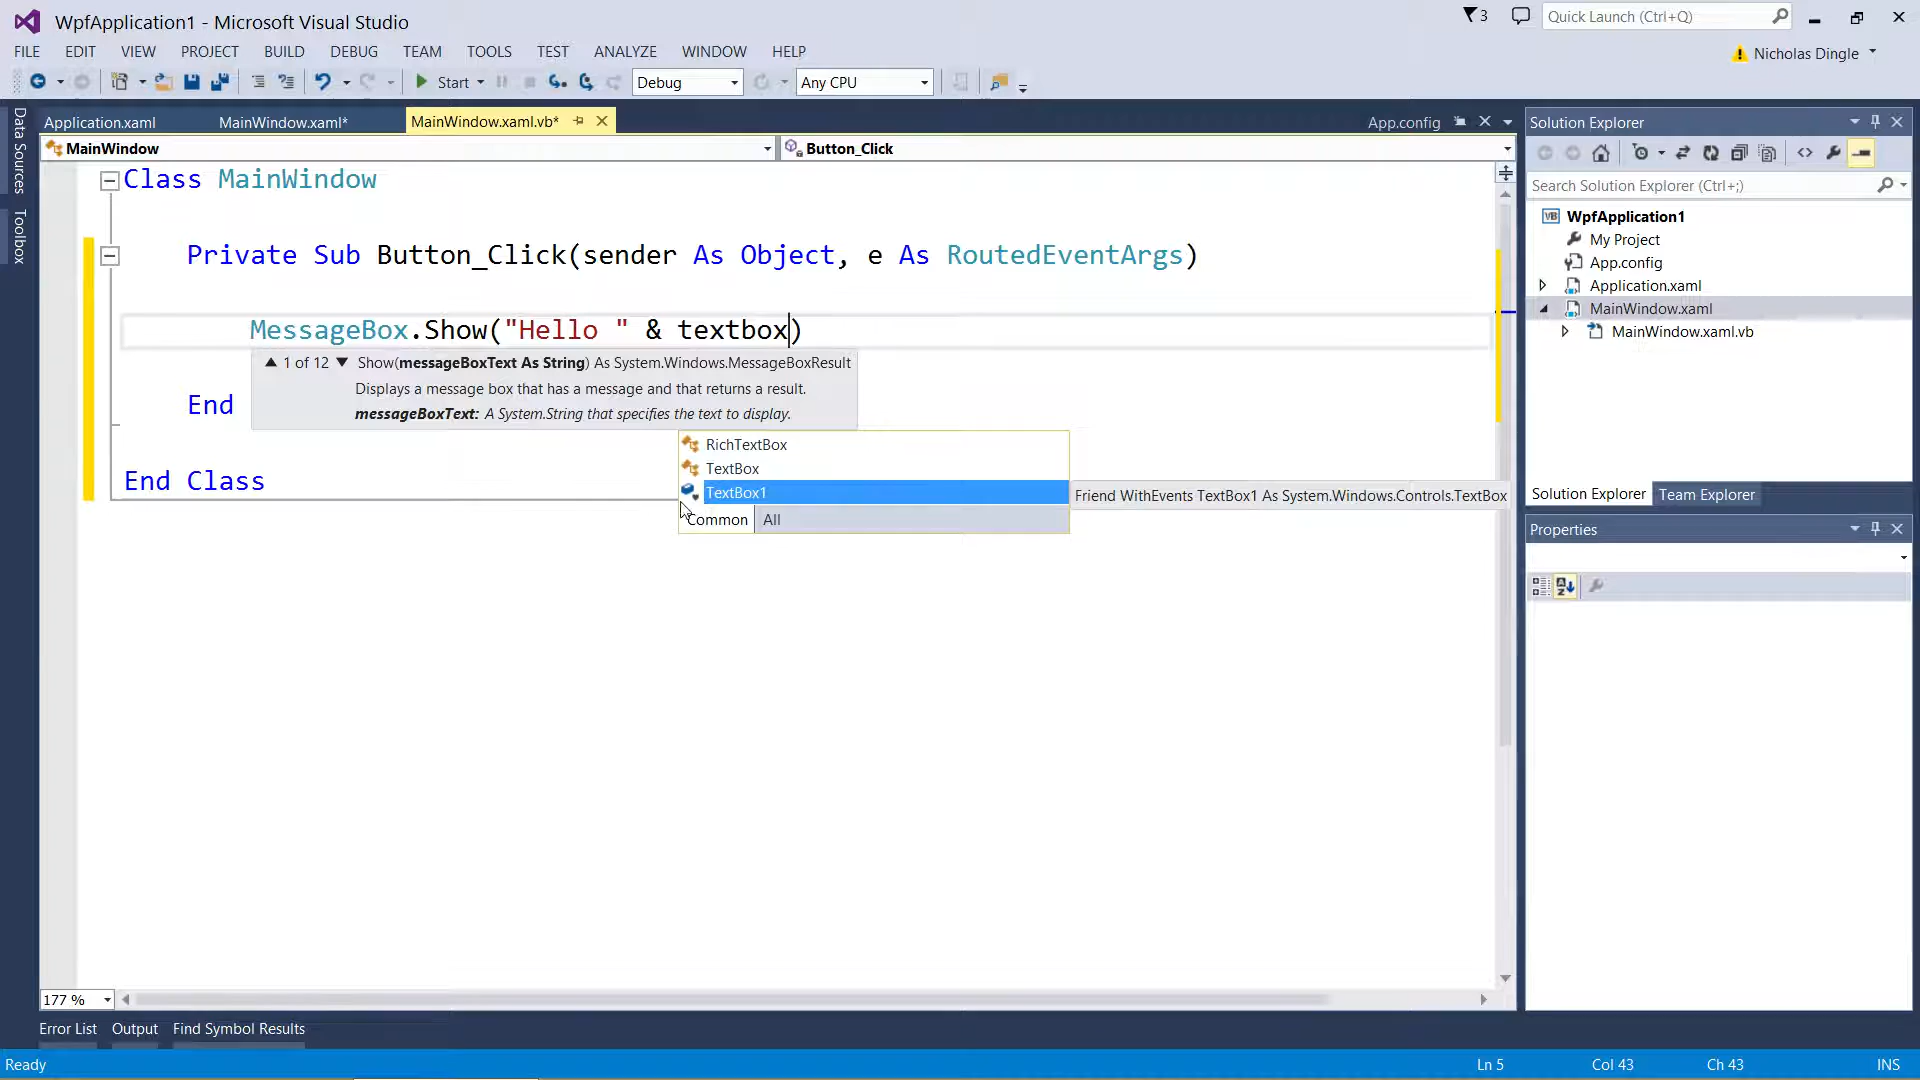 WpfApplication1 - Microsoft Visual Studio
3
Quick Launch (Ctrl+Q)
FILE EDIT VIEW PROJECT BUILD DEBUG TEAM TOOLS TEST ANALYZE WINDOW HELP
Nicholas Dingle
Start Debug Any CPU
Data Sources
Toolbox
Application.xaml MainWindow.xaml* MainWindow.xaml.vb* App.config
MainWindow Button_Click
Class MainWindow
Private Sub Button_Click(sender As Object, e As RoutedEventArgs)
MessageBox.Show("Hello " & textbox)
1 of 12 Show(messageBoxText As String) As System.Windows.MessageBoxResult
Displays a message box that has a message and that returns a result.
messageBoxText: A System.String that specifies the text to display.
End
RichTextBox
TextBox
TextBox1
Friend WithEvents TextBox1 As System.Windows.Controls.TextBox
Common All
End Class
177 %
Solution Explorer
Search Solution Explorer (Ctrl+;)
VB WpfApplication1
My Project
App.config
Application.xaml
MainWindow.xaml
MainWindow.xaml.vb
Solution Explorer Team Explorer
Properties
Error List Output Find Symbol Results
Ready Ln 5 Col 43 Ch 43 INS